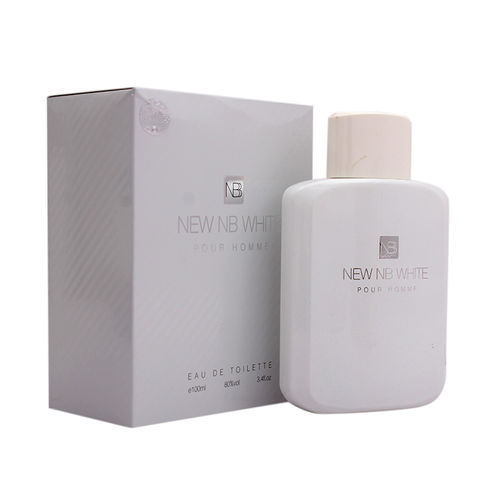 NB
NEW NB WHITE
POUR HOMME
EAU DE TOILETTE
e100ml 80%vol 3.4fl.oz
NB
NEW NB WHITE
POUR HOMME